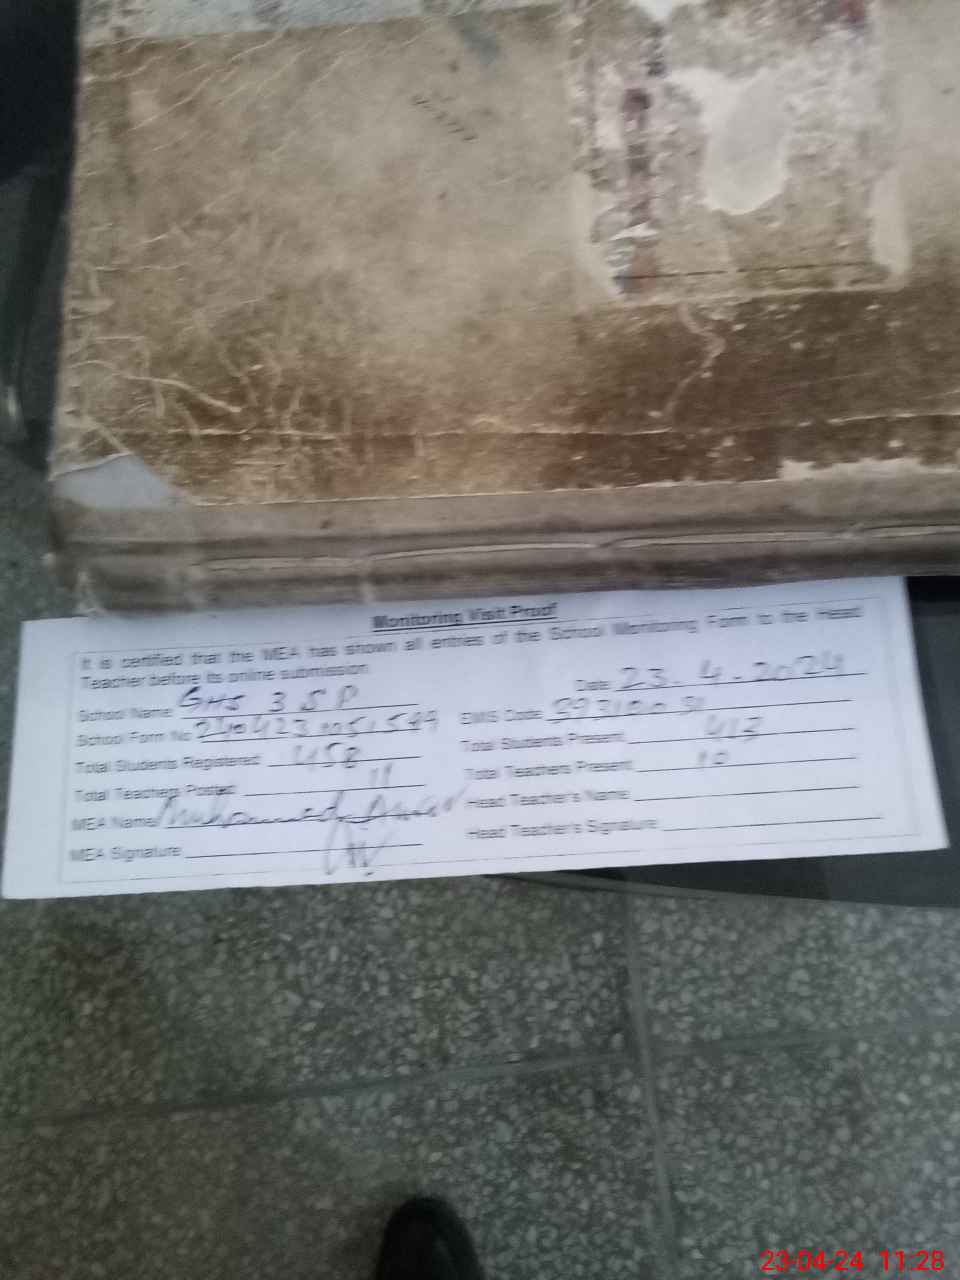 Monitoring Visit Proof
It is certified that the MEA has shown all entries of the School Monitoring Form to the Head
Teacher before its online submission.
Date 23.4.2024
School Name GHS 3 SP
School Form No
EMIS Code
Total Students Registered 458
Total Students Present 413
Total Teachers Posted 11
Total Teachers Present 10
MEA Name Muhammad
Head Teacher's Name
MEA Signature
Head Teacher's Signature
23-04-24 11:28